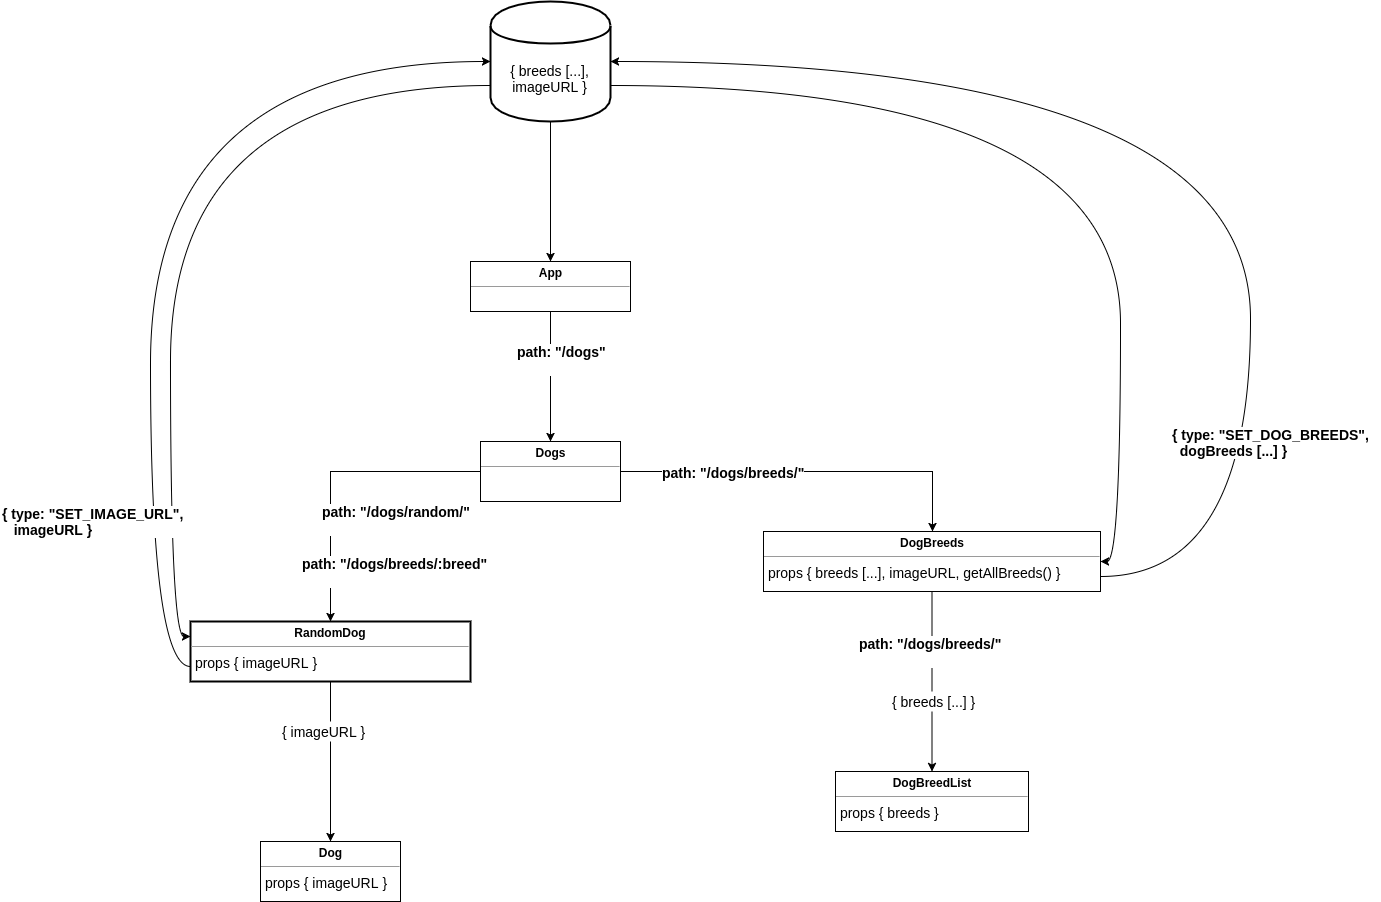 { breeds [...],
imageURL }
App
path: "/dogs"
Dogs
path: "/dogs/breeds/"
path: "/dogs/random/"
path: "/dogs/breeds/:breed"
{ type: "SET_IMAGE_URL",
imageURL }
{ type: "SET_DOG_BREEDS",
dogBreeds [...] }
DogBreeds
props { breeds [...], imageURL, getAllBreeds() }
RandomDog
props { imageURL }
path: "/dogs/breeds/"
{ breeds [...] }
{ imageURL }
DogBreedList
props { breeds }
Dog
props { imageURL }